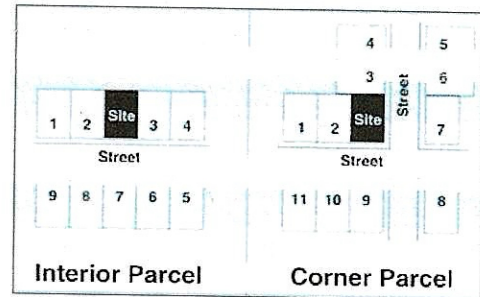 1 2 Site 3 4
Street
9 8 7 6 5
Interior Parcel
4 5
3 6
Street
1 2 Site 7
Street
11 10 9 8
Corner Parcel